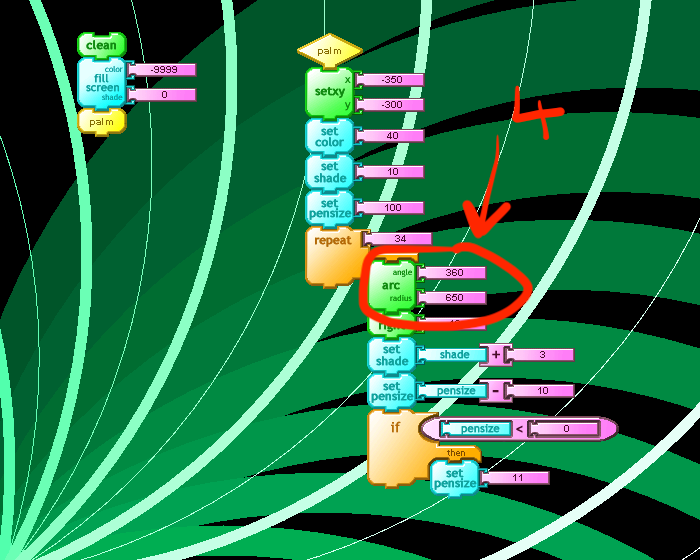 clean
color -9999
fill
screen
shade 0
palm
palm
x -350
setxy
y -300
set
color 40
set
shade 10
set
pensize 100
repeat 34
4
angle 360
arc
radius 650
right
set
shade shade + 3
set
pensize pensize - 10
if pensize < 0
then
set
pensize 11